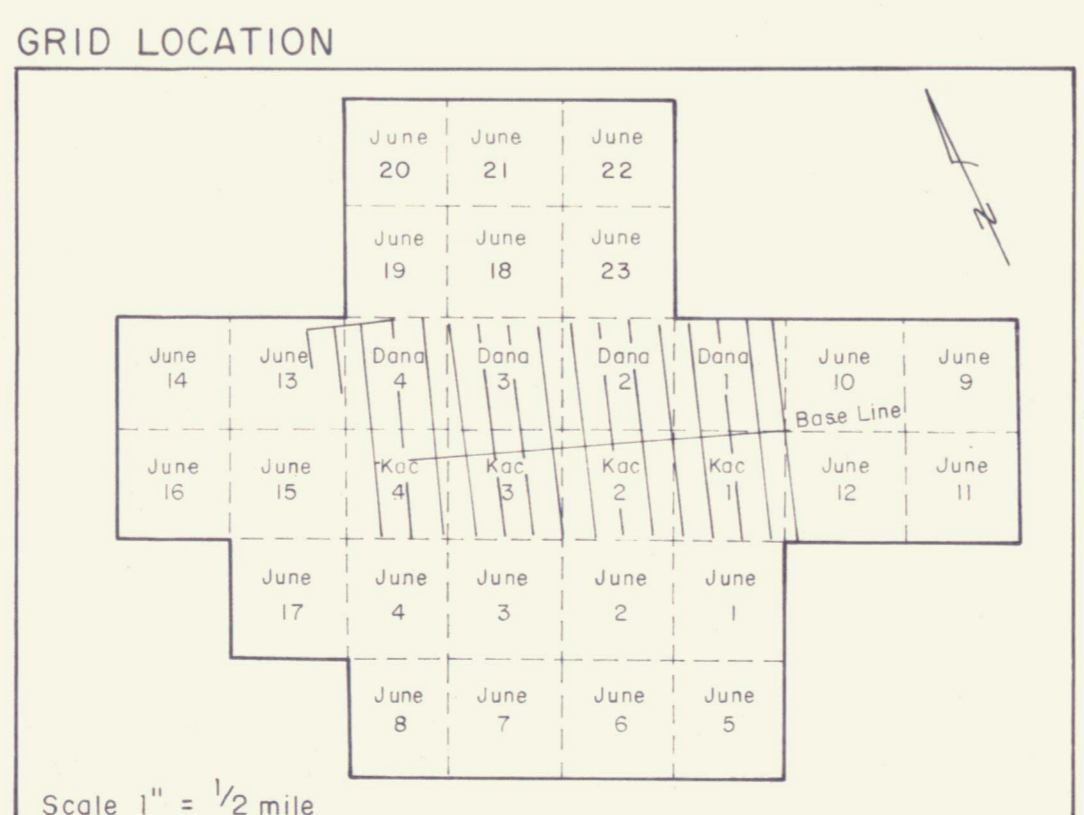 GRID LOCATION
June June June
20 21 22
June June June
19 18 23
June June Dana Dana Dana Dana June June
14 13 4 3 2 1 10 9
Base Line
June June Kac Kac Kac Kac June June
16 15 4 3 2 1 12 11
June June June June June
17 4 3 2 1
June June June June
8 7 6 5
N
Scale 1" = 1/2 mile